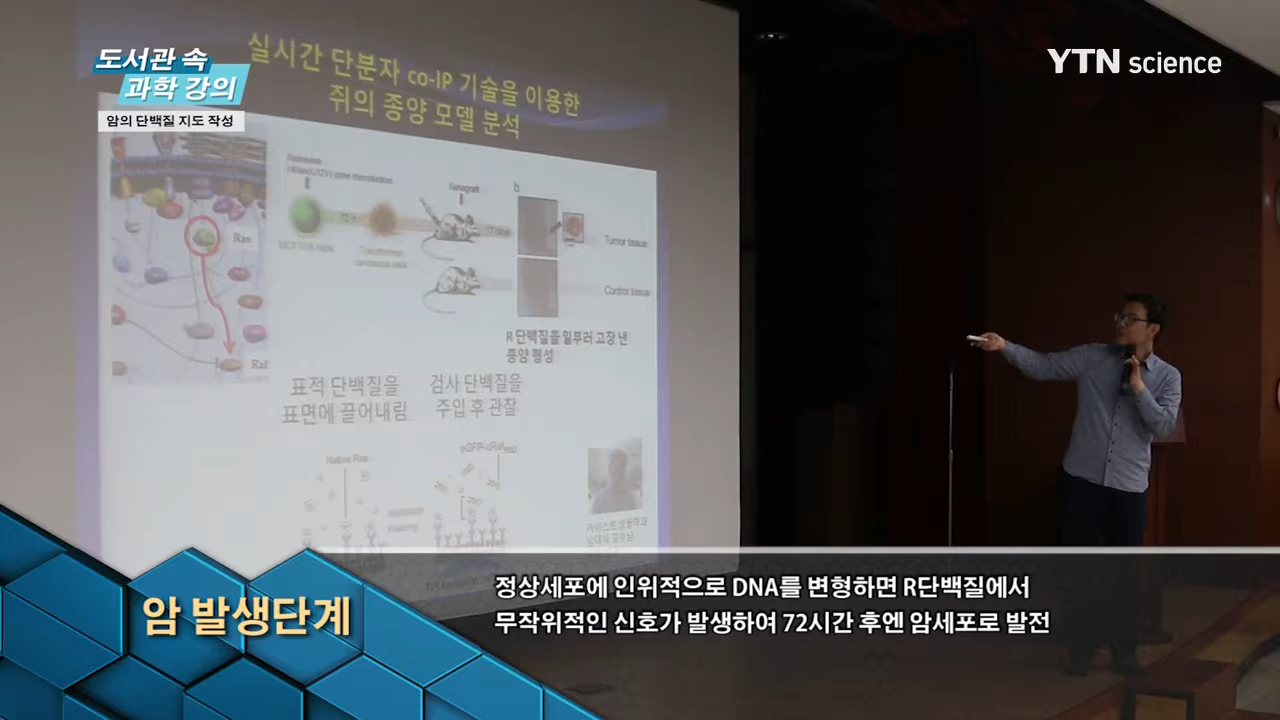 도서관 속
과학 강의
암의 단백질 지도 작성
YTN science
실시간 단분자 co-IP 기술을 이용한
쥐의 종양 모델 분석
Xenograft
b
Ras
Raf
Tumor tissue
Control tissue
R 단백질을 일부러 고장 낸
종양 형성
표적 단백질을
표면에 끌어내림
검사 단백질을
주입 후 관찰
Native Ras
암 발생단계
정상세포에 인위적으로 DNA를 변형하면 R단백질에서
무작위적인 신호가 발생하여 72시간 후엔 암세포로 발전